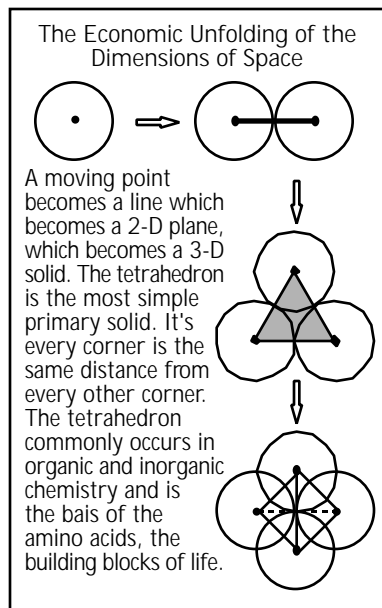 The Economic Unfolding of the
Dimensions of Space
A moving point
becomes a line which
becomes a 2-D plane,
which becomes a 3-D
solid. The tetrahedron
is the most simple
primary solid. It's
every corner is the
same distance from
every other corner.
The tetrahedron
commonly occurs in
organic and inorganic
chemistry and is
the bais of the
amino acids, the
building blocks of life.